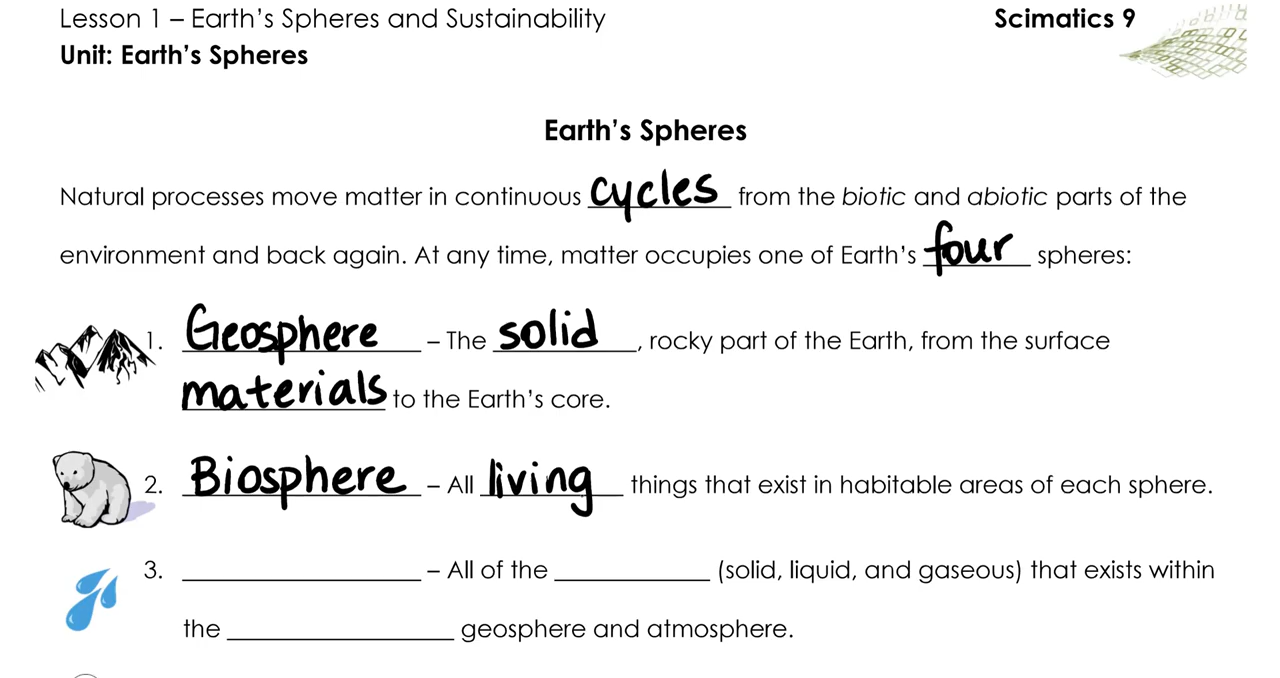 Lesson 1 – Earth's Spheres and Sustainability Scimatics 9
Unit: Earth's Spheres
Earth's Spheres
Natural processes move matter in continuous cycles from the biotic and abiotic parts of the
environment and back again. At any time, matter occupies one of Earth's four spheres:
1. Geosphere – The solid, rocky part of the Earth, from the surface
materials to the Earth's core.
2. Biosphere – All living things that exist in habitable areas of each sphere.
3. ____________________ – All of the _____________ (solid, liquid, and gaseous) that exists within
the ___________________ geosphere and atmosphere.